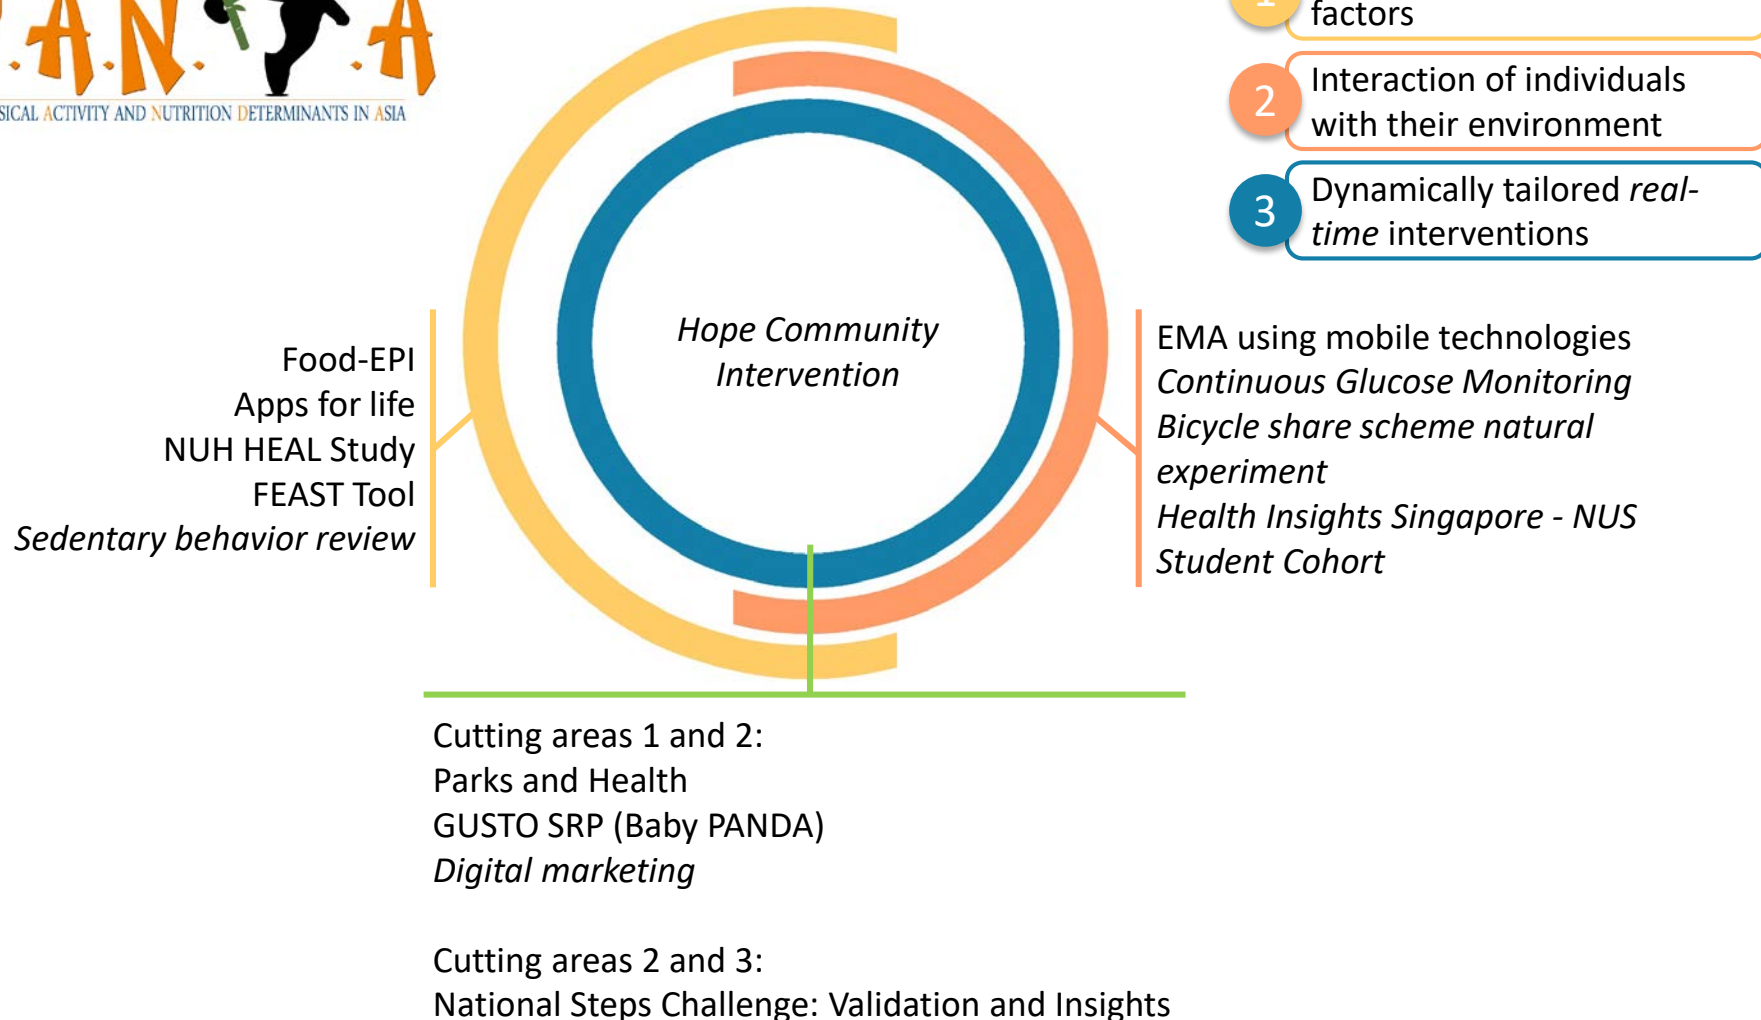 .A.N.D.A
SICAL ACTIVITY AND NUTRITION DETERMINANTS IN ASIA
1
factors
2
Interaction of individuals
with their environment
3
Dynamically tailored real-
time interventions
Hope Community
Intervention
Food-EPI
Apps for life
NUH HEAL Study
FEAST Tool
Sedentary behavior review
EMA using mobile technologies
Continuous Glucose Monitoring
Bicycle share scheme natural
experiment
Health Insights Singapore - NUS
Student Cohort
Cutting areas 1 and 2:
Parks and Health
GUSTO SRP (Baby PANDA)
Digital marketing
Cutting areas 2 and 3:
National Steps Challenge: Validation and Insights